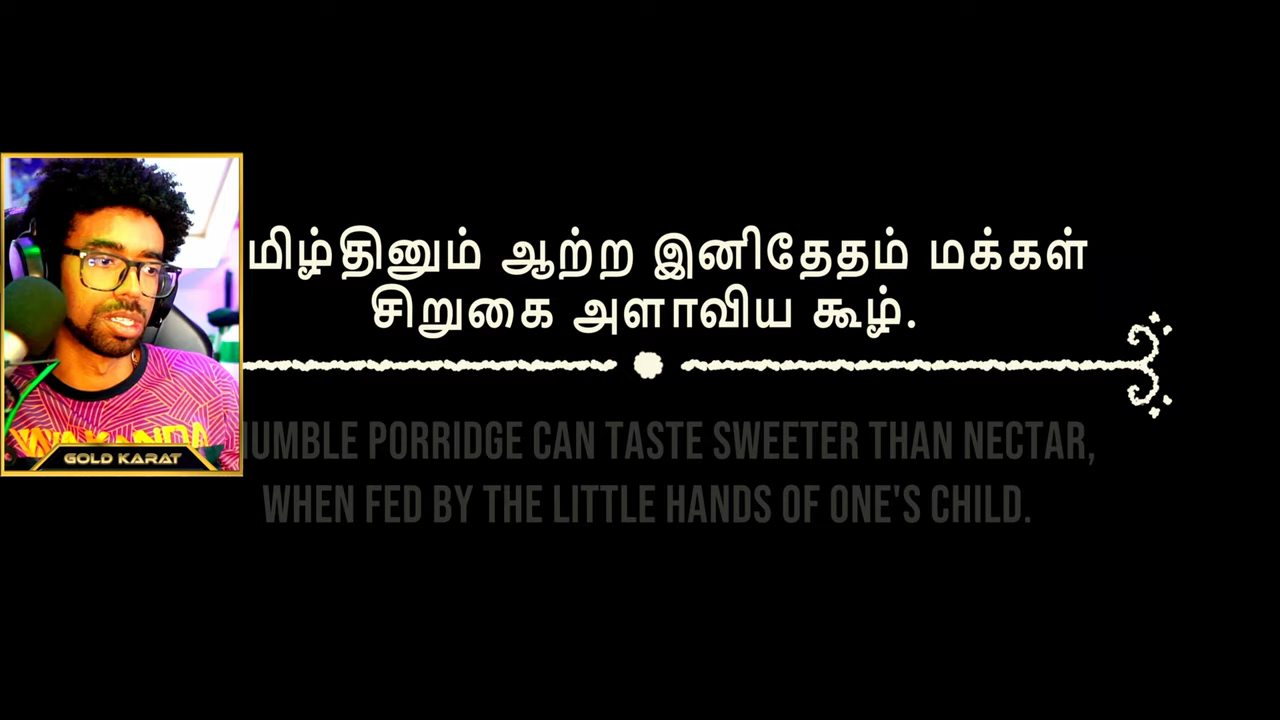 மிழ்தினும் ஆற்ற இனிதேதம் மக்கள்
சிறுகை அளாவிய கூழ்.
UMBLE PORRIDGE CAN TASTE SWEETER THAN NECTAR,
WHEN FED BY THE LITTLE HANDS OF ONE'S CHILD.
WAKANDA
GOLD KARAT